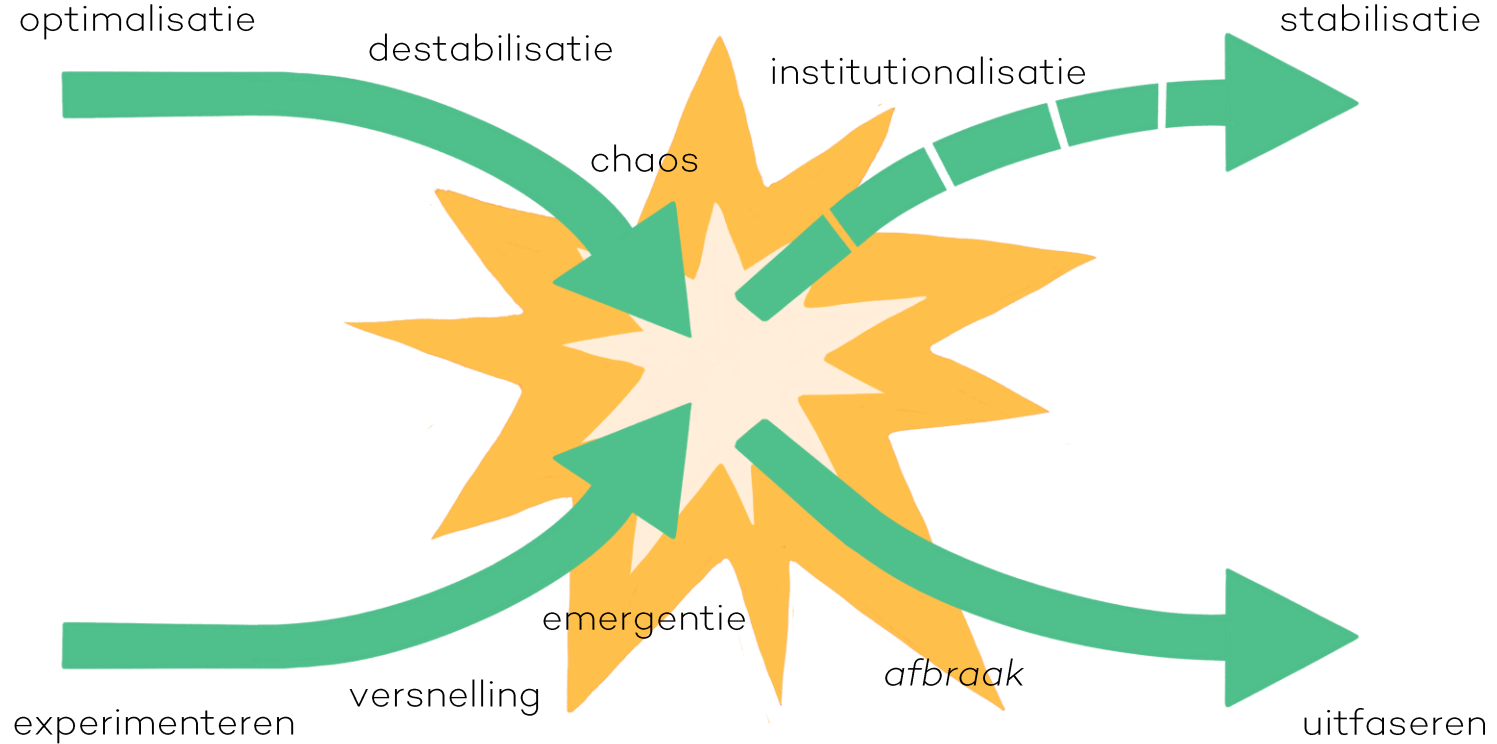 optimalisatie
destabilisatie
chaos
institutionalisatie
stabilisatie
experimenteren
versnelling
emergentie
afbraak
uitfaseren